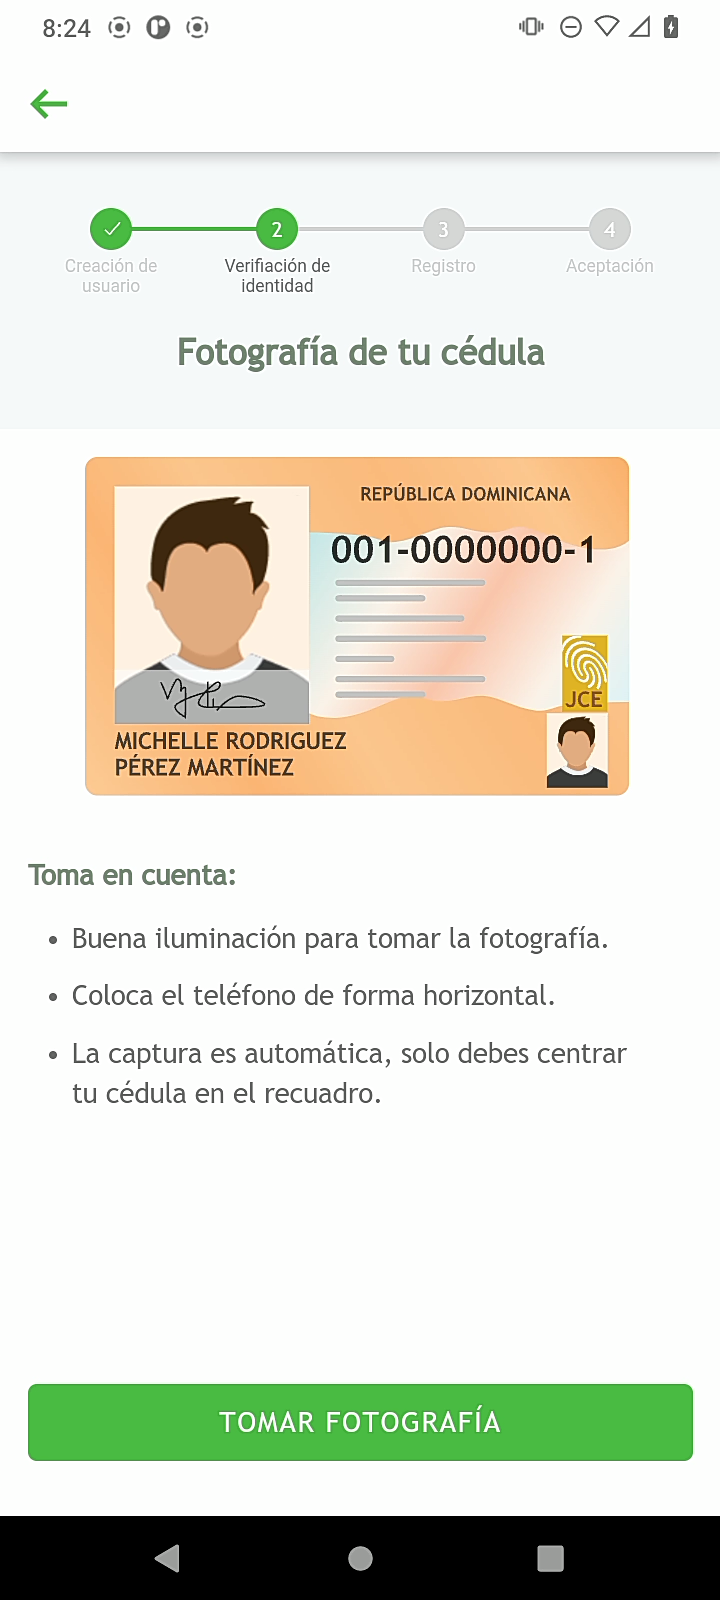 8:24
2
3
4
Creación de
usuario
Verifiación de
identidad
Registro
Aceptación
Fotografía de tu cédula
REPÚBLICA DOMINICANA
001-0000000-1
JCE
MICHELLE RODRIGUEZ
PÉREZ MARTÍNEZ
Toma en cuenta:
• Buena iluminación para tomar la fotografía.
• Coloca el teléfono de forma horizontal.
• La captura es automática, solo debes centrar
tu cédula en el recuadro.
TOMAR FOTOGRAFÍA